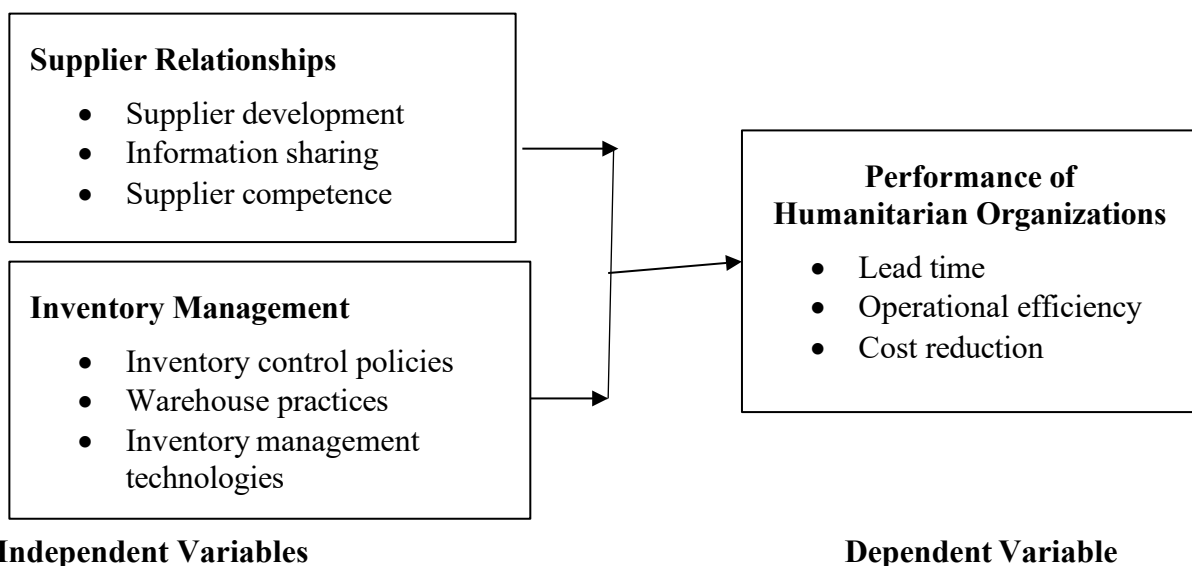 Supplier Relationships
• Supplier development
• Information sharing
• Supplier competence
Inventory Management
• Inventory control policies
• Warehouse practices
• Inventory management
technologies
Performance of
Humanitarian Organizations
• Lead time
• Operational efficiency
• Cost reduction
Independent Variables
Dependent Variable